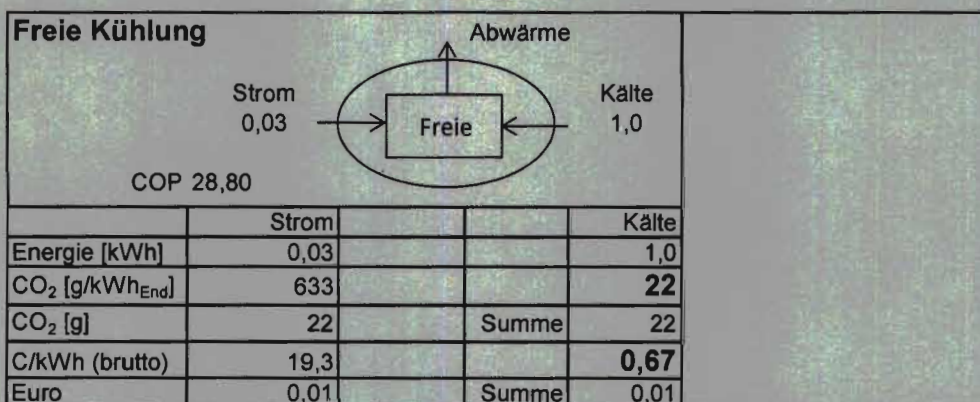 Freie Kühlung
Abwärme
Strom
0,03
Freie
Kälte
1,0
COP 28,80
Strom Kälte
Energie [kWh] 0,03 1,0
CO₂ [g/kWhEnd] 633 22
CO₂ [g] 22 Summe 22
C/kWh (brutto) 19,3 0,67
Euro 0,01 Summe 0,01